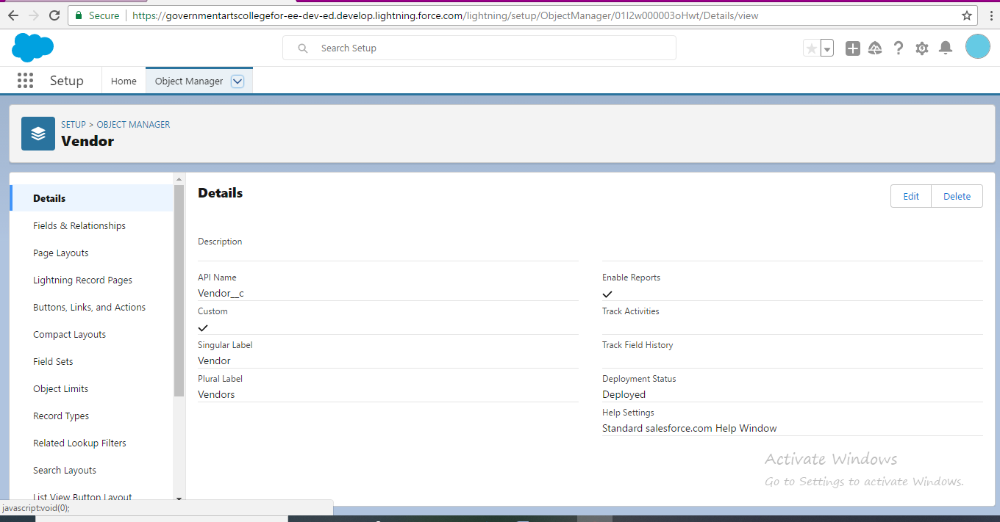 Secure https://governmentartscollegefor-ee-dev-ed.develop.lightning.force.com/lightning/setup/ObjectManager/01I2w000003oHwt/Details/view
Search Setup
Setup Home Object Manager
SETUP > OBJECT MANAGER
Vendor
Details
Fields & Relationships
Page Layouts
Lightning Record Pages
Buttons, Links, and Actions
Compact Layouts
Field Sets
Object Limits
Record Types
Related Lookup Filters
Search Layouts
List View Button Layout
Details
Edit Delete
Description
API Name
Vendor__c
Custom
Singular Label
Vendor
Plural Label
Vendors
Enable Reports
Track Activities
Track Field History
Deployment Status
Deployed
Help Settings
Standard salesforce.com Help Window
Activate Windows
Go to Settings to activate Windows.
javascript:void(0);